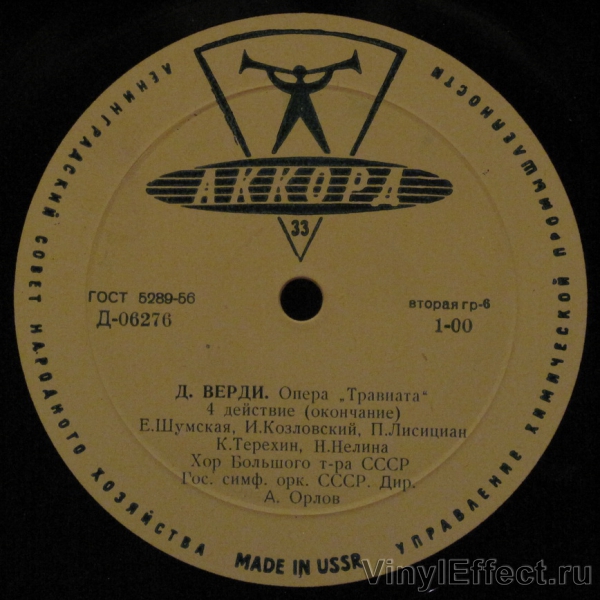 ЛЕНИНГРАДСКИЙ СОВЕТ НАРОДНОГО ХОЗЯЙСТВА
УПРАВЛЕНИЕ ХИМИЧЕСКОЙ ПРОМЫШЛЕННОСТИ
АККОРД
33
ГОСТ 5289-56
Д-06276
вторая гр-6
1-00
Д. ВЕРДИ. Опера „Травиата“
4 действие (окончание)
Е.Шумская, И.Козловский, П.Лисициан
К.Терехин, Н.Нелина
Хор Большого т-ра СССР
Гос. симф. орк. СССР. Дир.
А. Орлов
MADE IN USSR
VinylEffect.ru